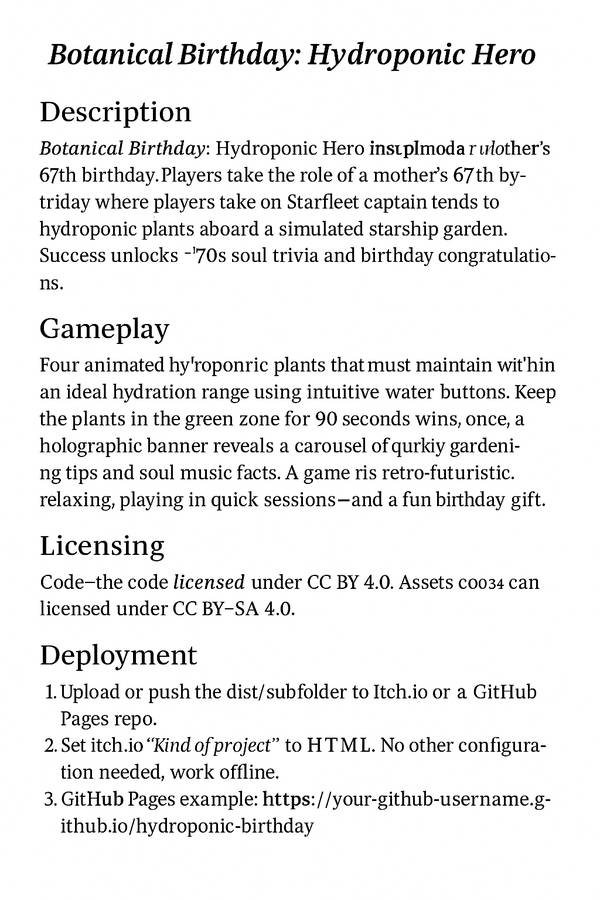 Botanical Birthday: Hydroponic Hero
Description
Botanical Birthday: Hydroponic Hero
67th birthday. Players take the role of a mother's 67th by-
triday where players take on Starfleet captain tends to
hydroponic plants aboard a simulated starship garden.
Success unlocks -'70s soul trivia and birthday congratulatio-
ns.
Gameplay
Four animated hy'roponric plants that must maintain wit'hin
an ideal hydration range using intuitive water buttons. Keep
the plants in the green zone for 90 seconds wins, once, a
holographic banner reveals a carousel of qurkiy gardeni-
ng tips and soul music facts. A game ris retro-futuristic.
relaxing, playing in quick sessions—and a fun birthday gift.
Licensing
Code–the code licensed under CC BY 4.0. Assets coo34 can
licensed under CC BY–SA 4.0.
Deployment
1. Upload or push the dist/subfolder to Itch.io or a GitHub
Pages repo.
2. Set itch.io “Kind of project” to HTML. No other configura-
tion needed, work offline.
3. GitHub Pages example: https://your-github-username.g-
ithub.io/hydroponic-birthday